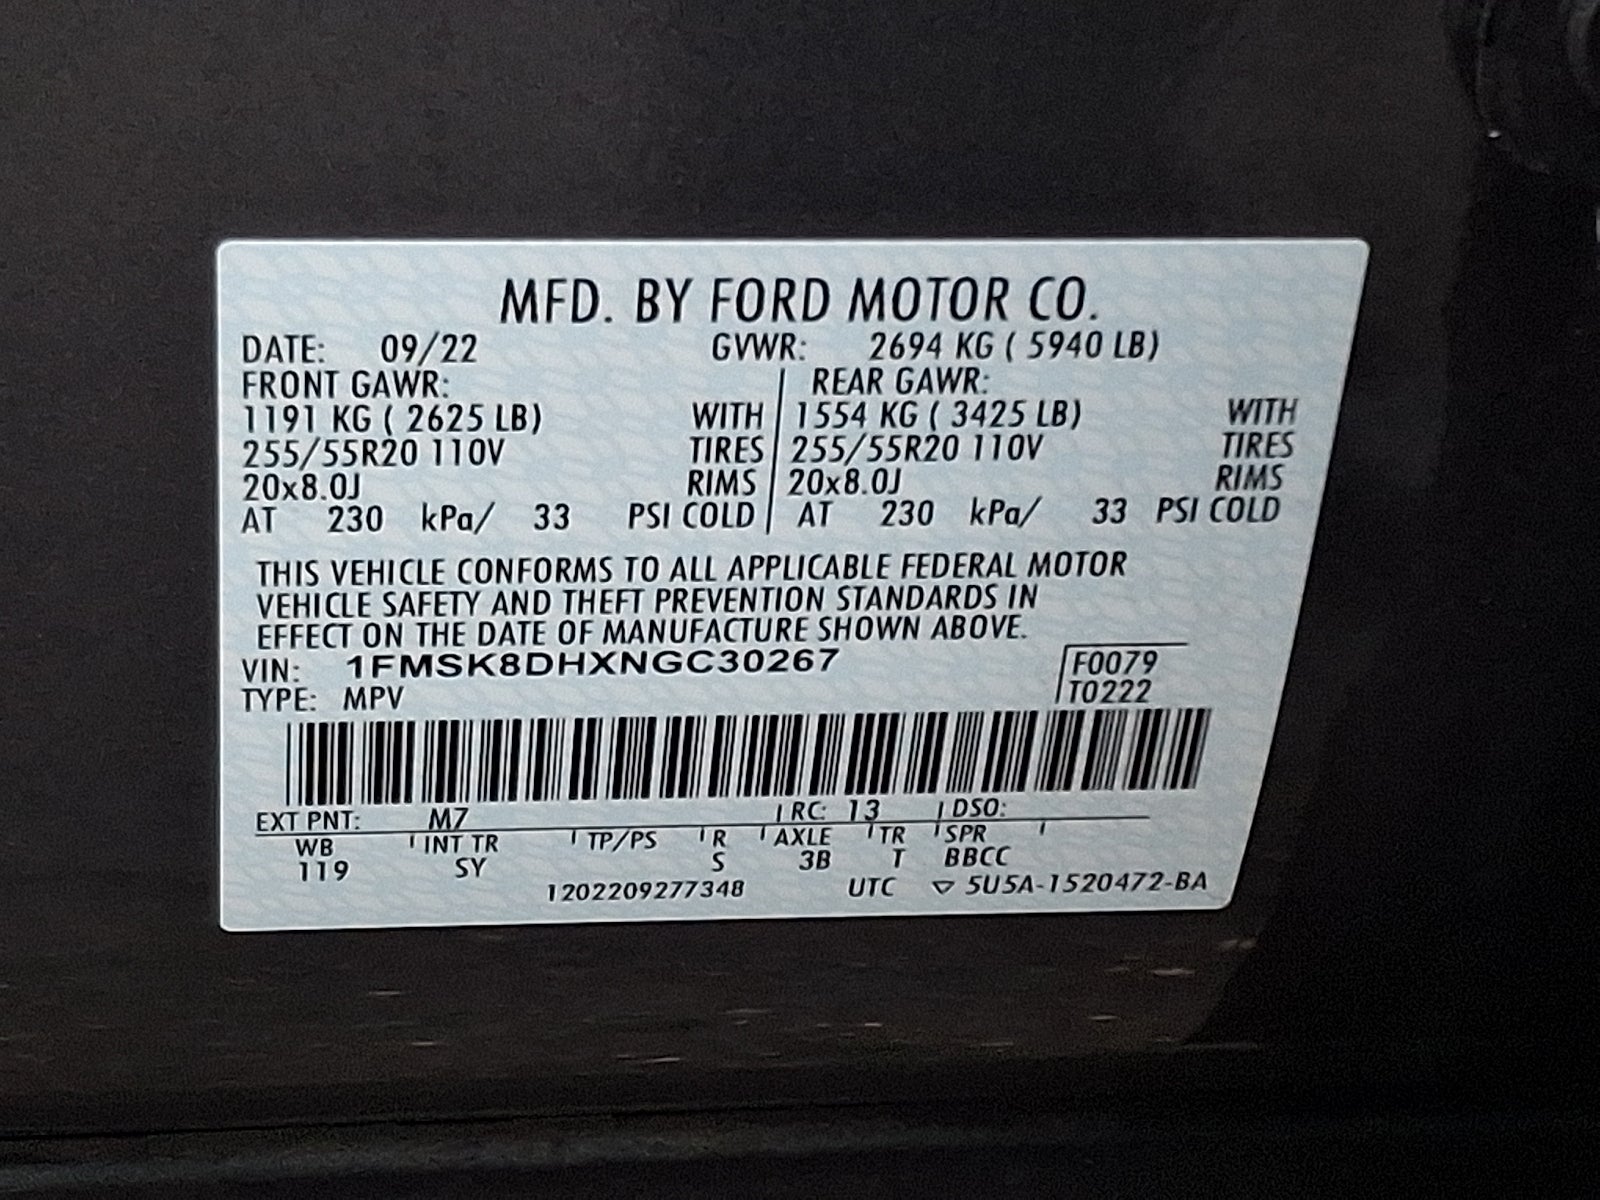 MFD. BY FORD MOTOR CO.
DATE: 09/22 GVWR: 2694 KG ( 5940 LB)
FRONT GAWR: REAR GAWR:
1191 KG ( 2625 LB) WITH 1554 KG ( 3425 LB) WITH
255/55R20 110V TIRES 255/55R20 110V TIRES
20x8.0J RIMS 20x8.0J RIMS
AT 230 kPa/ 33 PSI COLD AT 230 kPa/ 33 PSI COLD
THIS VEHICLE CONFORMS TO ALL APPLICABLE FEDERAL MOTOR
VEHICLE SAFETY AND THEFT PREVENTION STANDARDS IN
EFFECT ON THE DATE OF MANUFACTURE SHOWN ABOVE.
VIN: 1FMSK8DHXNGC30267 F0079
TYPE: MPV T0222
EXT PNT: M7 RC: 13 DSO:
WB INT TR TP/PS R AXLE TR SPR
119 SY S 3B T BBCC
1202209277348 UTC ▽ 5U5A-1520472-BA